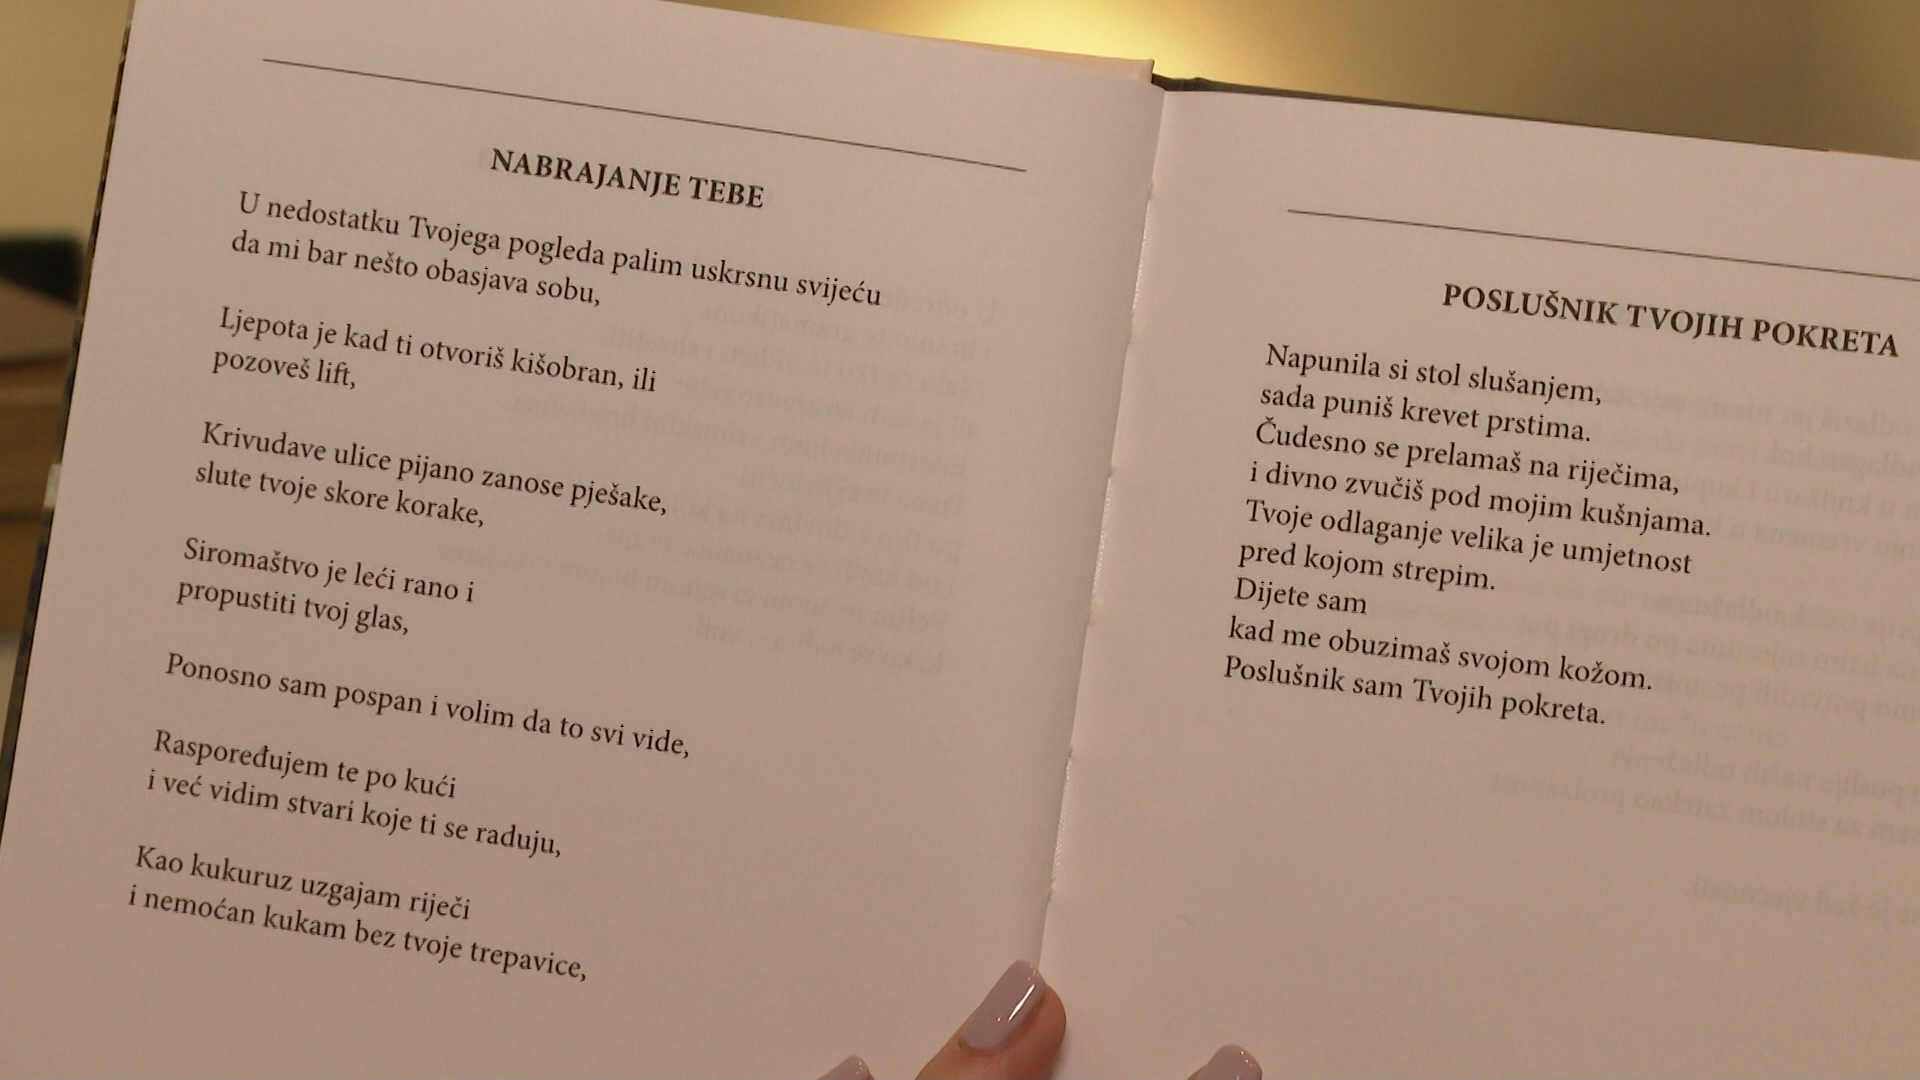 NABRAJANJE TEBE
U nedostatku Tvojega pogleda palim uskrsnu svijeću
da mi bar nešto obasjava sobu,
Ljepota je kad ti otvoriš kišobran, ili
pozoveš lift,
Krivudave ulice pijano zanose pješake,
slute tvoje skore korake,
Siromaštvo je leći rano i
propustiti tvoj glas,
Ponosno sam pospan i volim da to svi vide,
Raspoređujem te po kući
i već vidim stvari koje ti se raduju,
Kao kukuruz uzgajam riječi
i nemoćan kukam bez tvoje trepavice,
POSLUŠNIK TVOJIH POKRETA
Napunila si stol slušanjem,
sada puniš krevet prstima.
Čudesno se prelamaš na riječima,
i divno zvučiš pod mojim kušnjama.
Tvoje odlaganje velika je umjetnost
pred kojom strepim.
Dijete sam
kad me obuzimaš svojom kožom.
Poslušnik sam Tvojih pokreta.